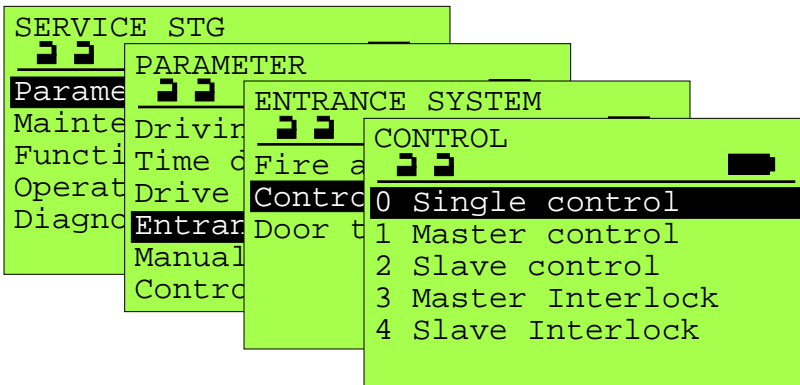 SERVICE STG
Parame
Mainte
Functi
Operat
Diagno
PARAMETER
Drivin
Time d
Drive
Entran
Manual
Contro
ENTRANCE SYSTEM
Fire a
Contro
Door t
CONTROL
0 Single control
1 Master control
2 Slave control
3 Master Interlock
4 Slave Interlock